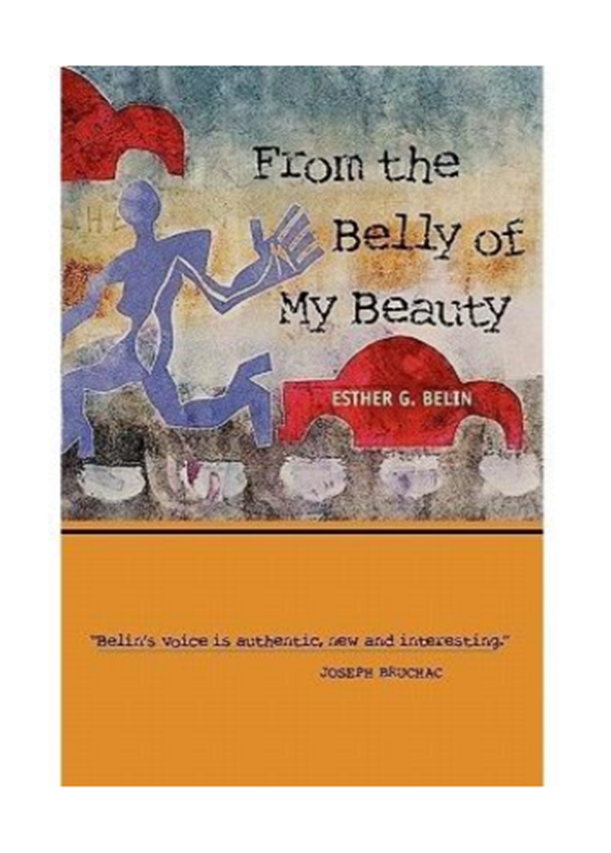 From the
Belly of
My Beauty
ESTHER G. BELIN
"Belin's voice is authentic, new and interesting."
JOSEPH BRUCHAC